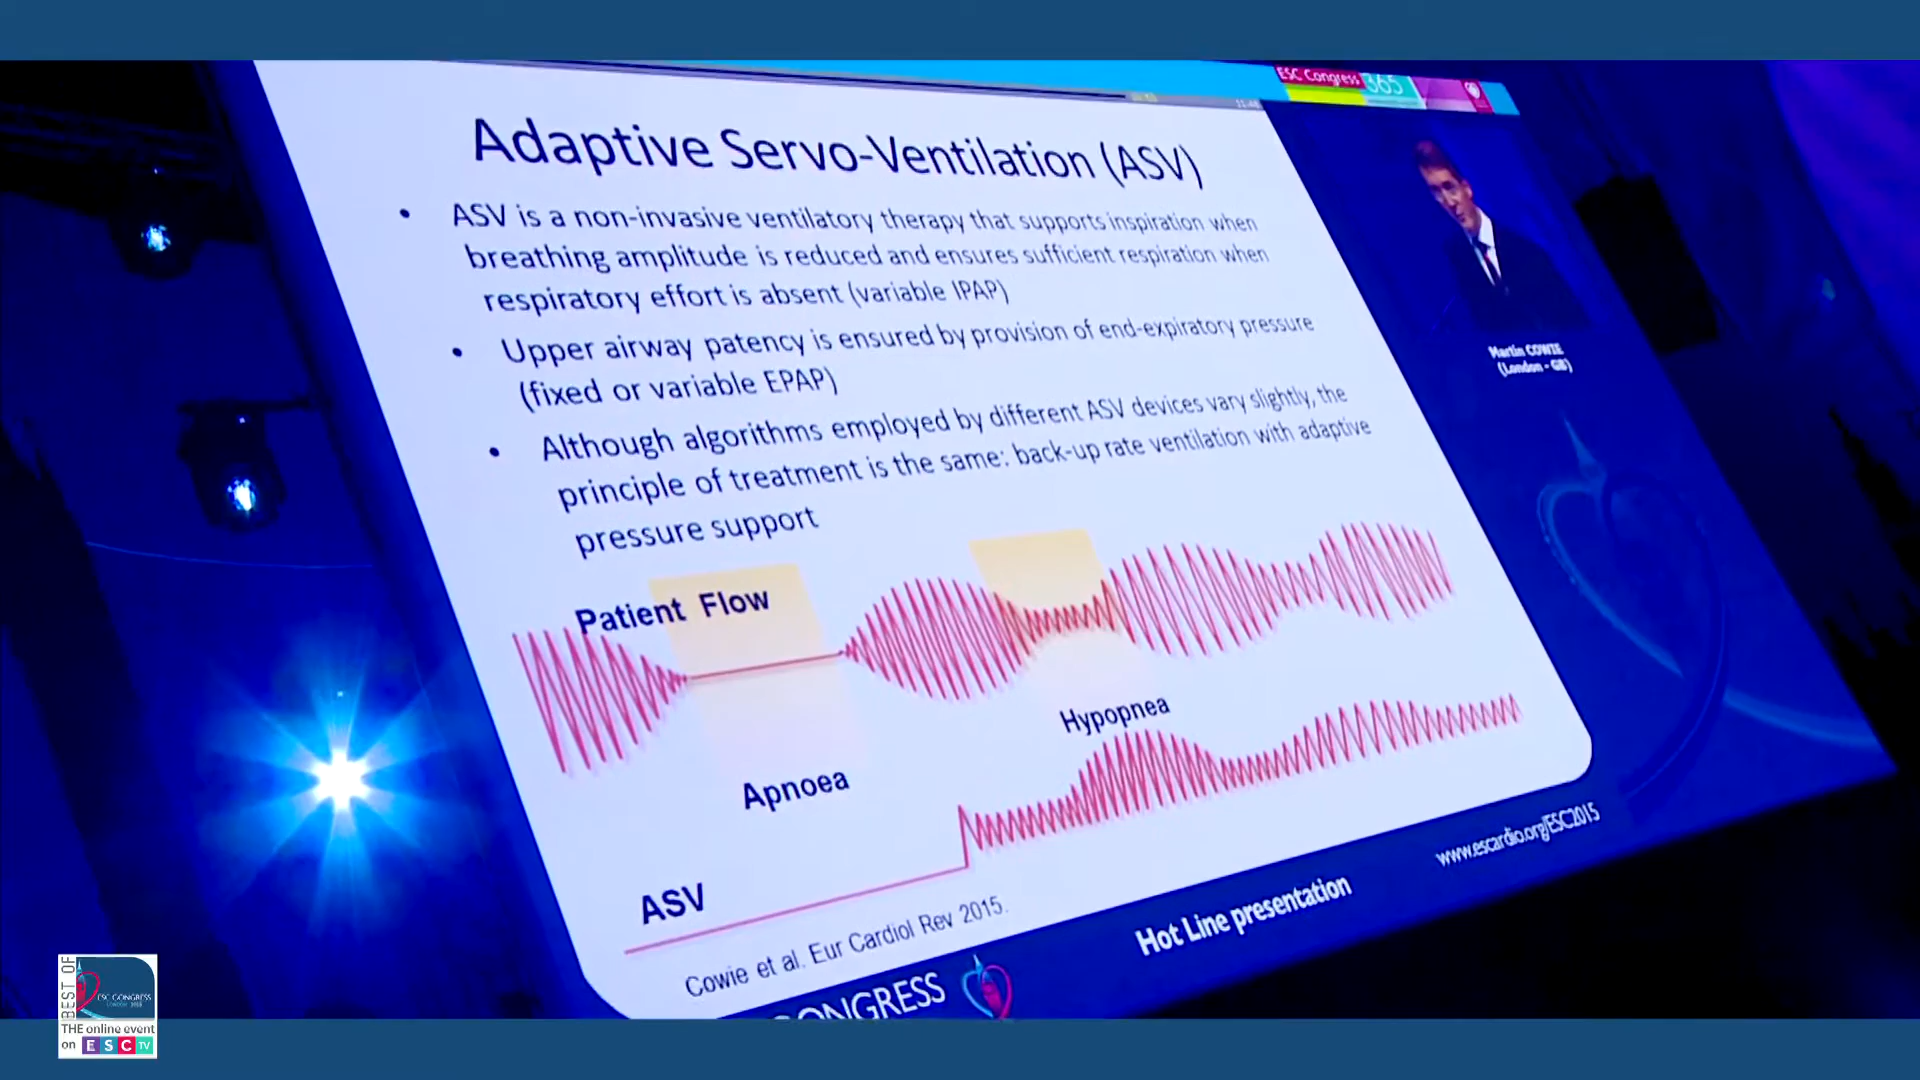 ESC Congress
365
Adaptive Servo-Ventilation (ASV)
• ASV is a non-invasive ventilatory therapy that supports inspiration when
breathing amplitude is reduced and ensures sufficient respiration when
respiratory effort is absent (variable IPAP)
• Upper airway patency is ensured by provision of end-expiratory pressure
(fixed or variable EPAP)
• Although algorithms employed by different ASV devices vary slightly, the
principle of treatment is the same: back-up rate ventilation with adaptive
pressure support
Martin COWIE
(London - GB)
Patient Flow
Hypopnea
Apnoea
ASV
Cowie et al. Eur Cardiol Rev 2015.
www.escardio.org/ESC2015
Hot Line presentation
CONGRESS
BEST OF
ESC CONGRESS
THE online event
on ESC TV